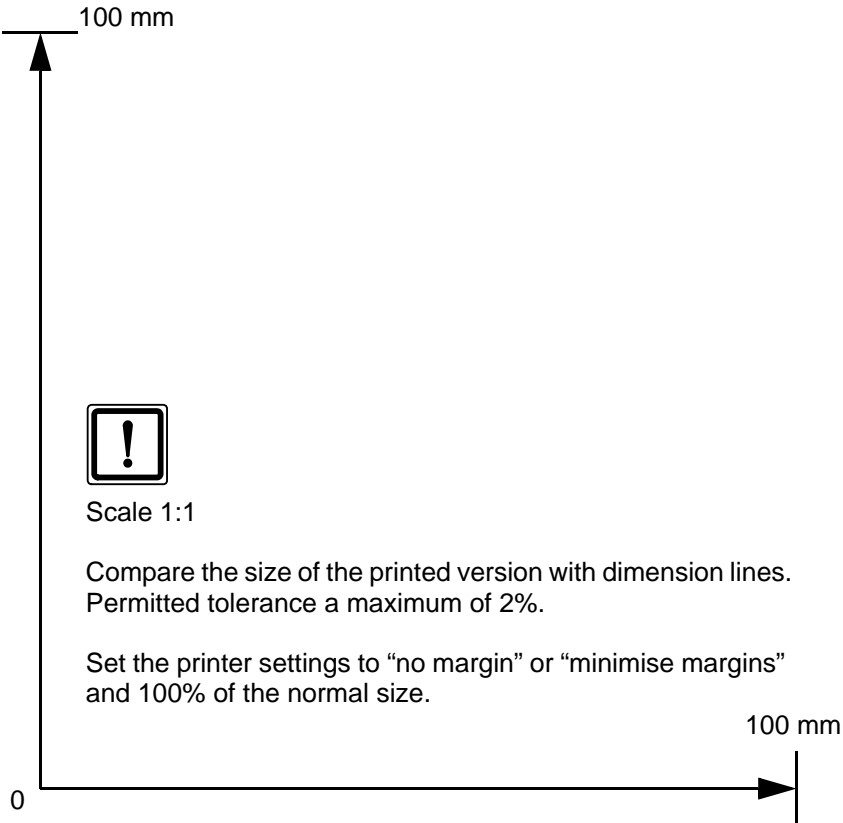 100 mm
!
Scale 1:1
Compare the size of the printed version with dimension lines.
Permitted tolerance a maximum of 2%.
Set the printer settings to “no margin” or “minimise margins”
and 100% of the normal size.
100 mm
0